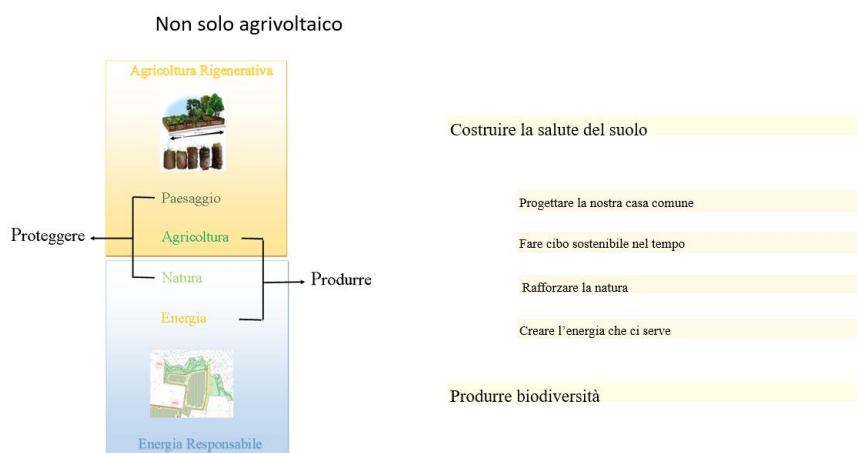 Non solo agrivoltaico
Agricoltura Rigenerativa
Paesaggio
Proteggere
Agricoltura
Natura
Produrre
Energia
Energia Responsabile
Costruire la salute del suolo
Progettare la nostra casa comune
Fare cibo sostenibile nel tempo
Rafforzare la natura
Creare l'energia che ci serve
Produrre biodiversità